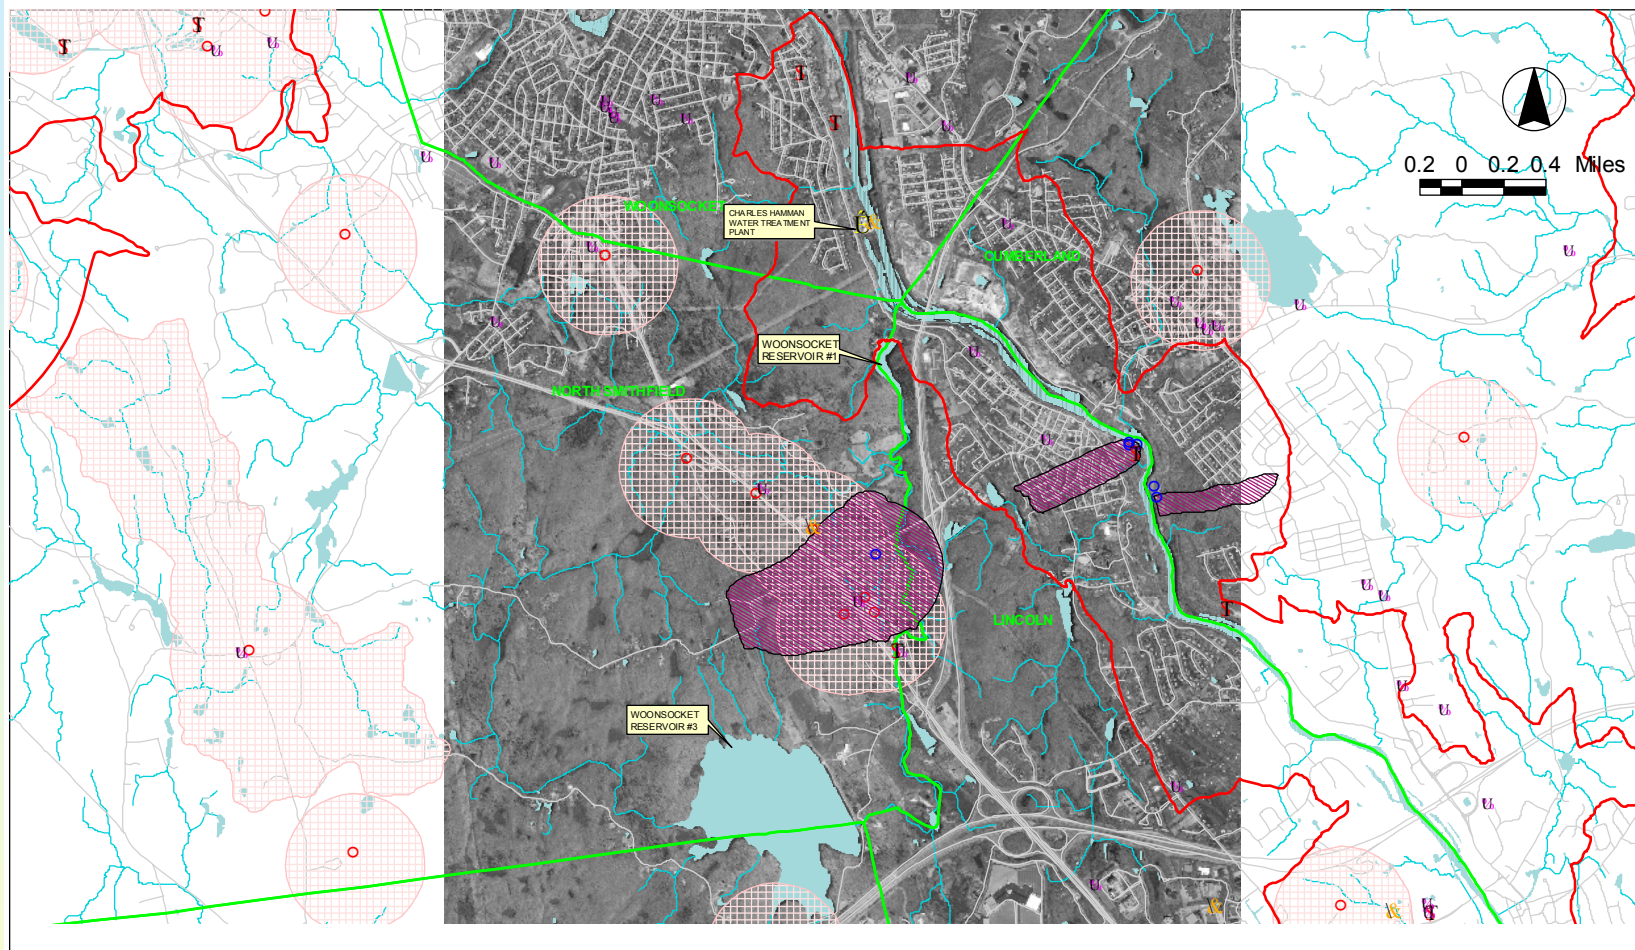 0.2 0 0.2 0.4 Miles
WOONSOCKET
CHARLES HAMMAN
WATER TREATMENT
PLANT
CUMBERLAND
WOONSOCKET
RESERVOIR #1
NORTH SMITHFIELD
LINCOLN
WOONSOCKET
RESERVOIR #3